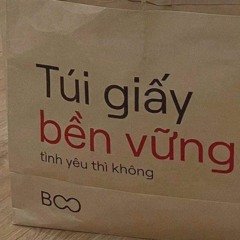 Túi giấy
bền vững
tình yêu thì không
BOO